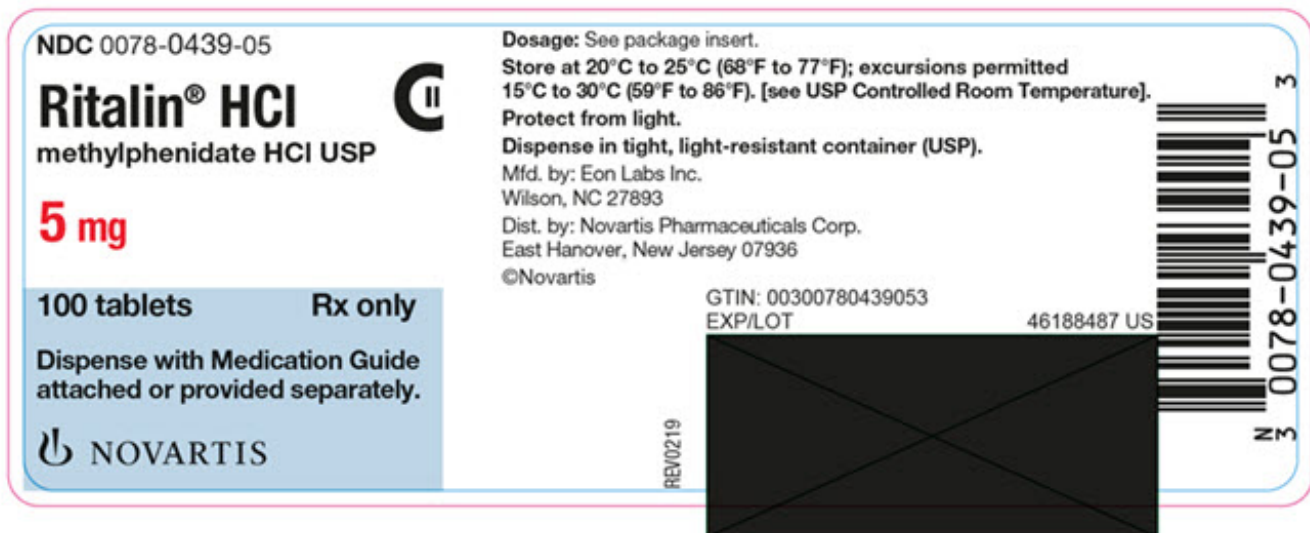 NDC 0078-0439-05
Ritalin® HCl
CII
methylphenidate HCl USP
5 mg
100 tablets Rx only
Dispense with Medication Guide
attached or provided separately.
NOVARTIS
Dosage: See package insert.
Store at 20°C to 25°C (68°F to 77°F); excursions permitted
15°C to 30°C (59°F to 86°F). [see USP Controlled Room Temperature].
Protect from light.
Dispense in tight, light-resistant container (USP).
Mfd. by: Eon Labs Inc.
Wilson, NC 27893
Dist. by: Novartis Pharmaceuticals Corp.
East Hanover, New Jersey 07936
©Novartis
GTIN: 00300780439053
EXP/LOT 46188487 US
REV0219
N
3 0078-0439-05 3